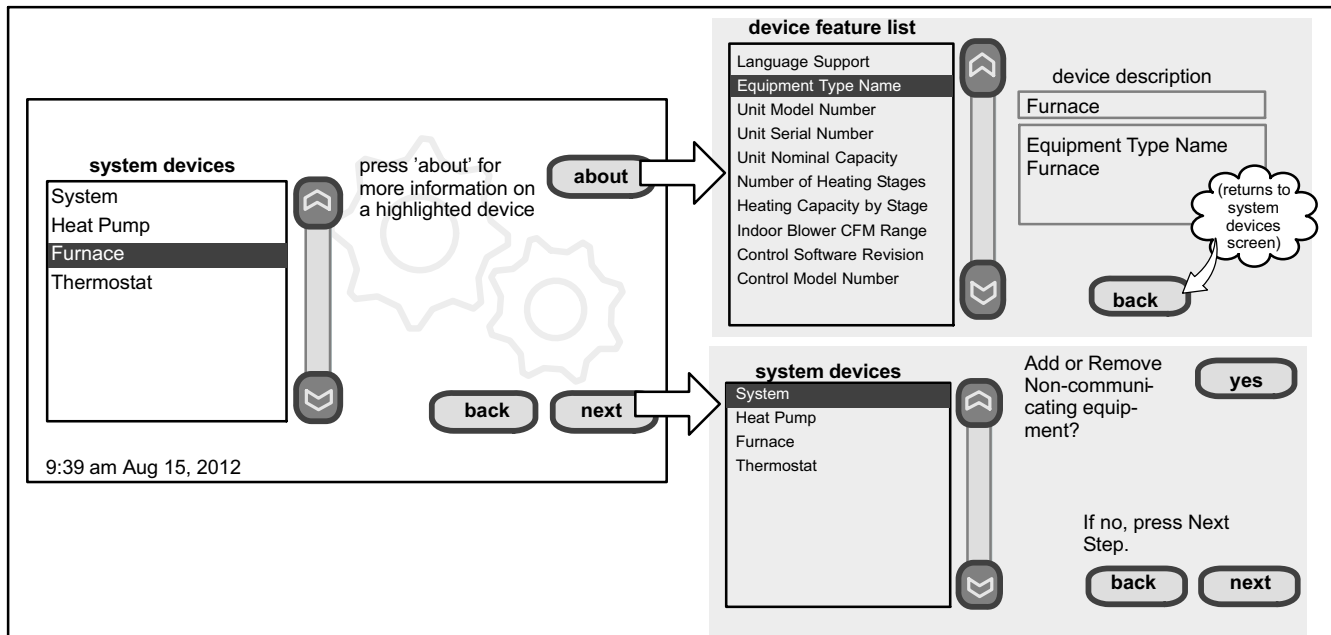 system devices
System
Heat Pump
Furnace
Thermostat
press ’about’ for
more information on
a highlighted device
about
back
next
9:39 am Aug 15, 2012
device feature list
Language Support
Equipment Type Name
Unit Model Number
Unit Serial Number
Unit Nominal Capacity
Number of Heating Stages
Heating Capacity by Stage
Indoor Blower CFM Range
Control Software Revision
Control Model Number
device description
Furnace
Equipment Type Name
Furnace
(returns to
system
devices
screen)
back
system devices
System
Heat Pump
Furnace
Thermostat
Add or Remove
Non-communi-
cating equip-
ment?
yes
If no, press Next
Step.
back
next